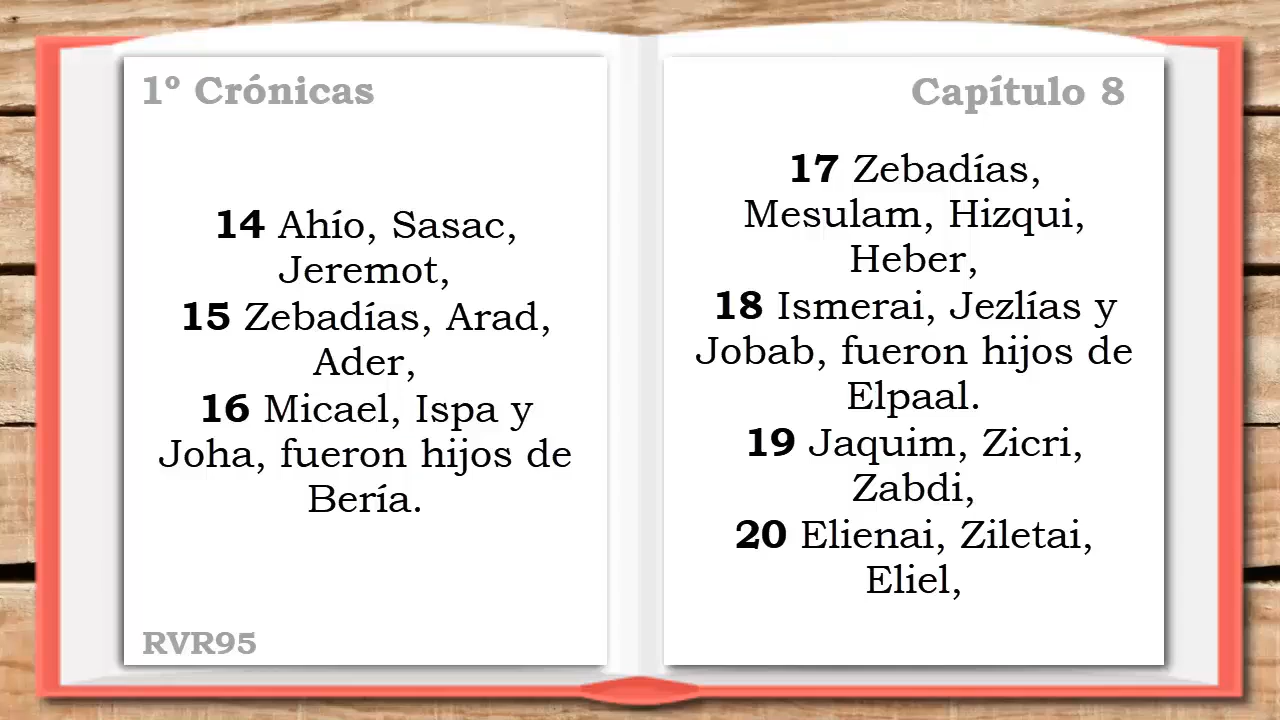 1º Crónicas
14 Ahío, Sasac,
Jeremot,
15 Zebadías, Arad,
Ader,
16 Micael, Ispa y
Joha, fueron hijos de
Bería.
RVR95
Capítulo 8
17 Zebadías,
Mesulam, Hizqui,
Heber,
18 Ismerai, Jezlías y
Jobab, fueron hijos de
Elpaal.
19 Jaquim, Zicri,
Zabdi,
20 Elienai, Ziletai,
Eliel,